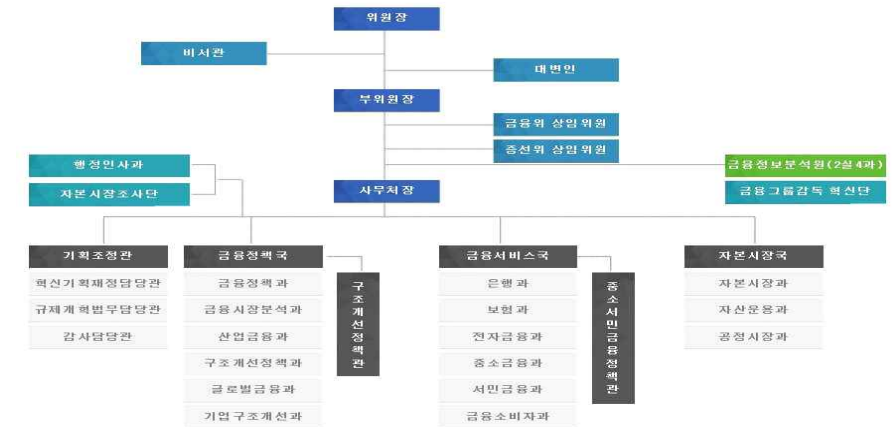 위원장
비서관
대변인
부위원장
금융위 상임위원
증선위 상임위원
행정인사과
금융정보분석원(2실4과)
자본시장조사단
사무처장
금융그룹감독 혁신단
기획조정관
금융정책국
금융서비스국
자본시장국
혁신기획재정담당관
규제개혁법무담당관
감사담당관
금융정책과
금융시장분석과
산업금융과
구조개선정책과
글로벌금융과
기업구조개선과
구조개선정책관
은행과
보험과
전자금융과
중소금융과
서민금융과
금융소비자과
중소서민금융정책관
자본시장과
자산운용과
공정시장과